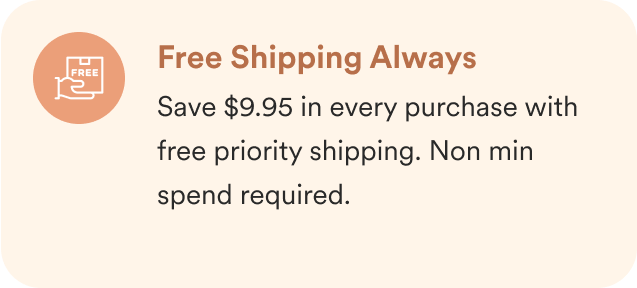 FREE
Free Shipping Always
Save $9.95 in every purchase with
free priority shipping. Non min
spend required.